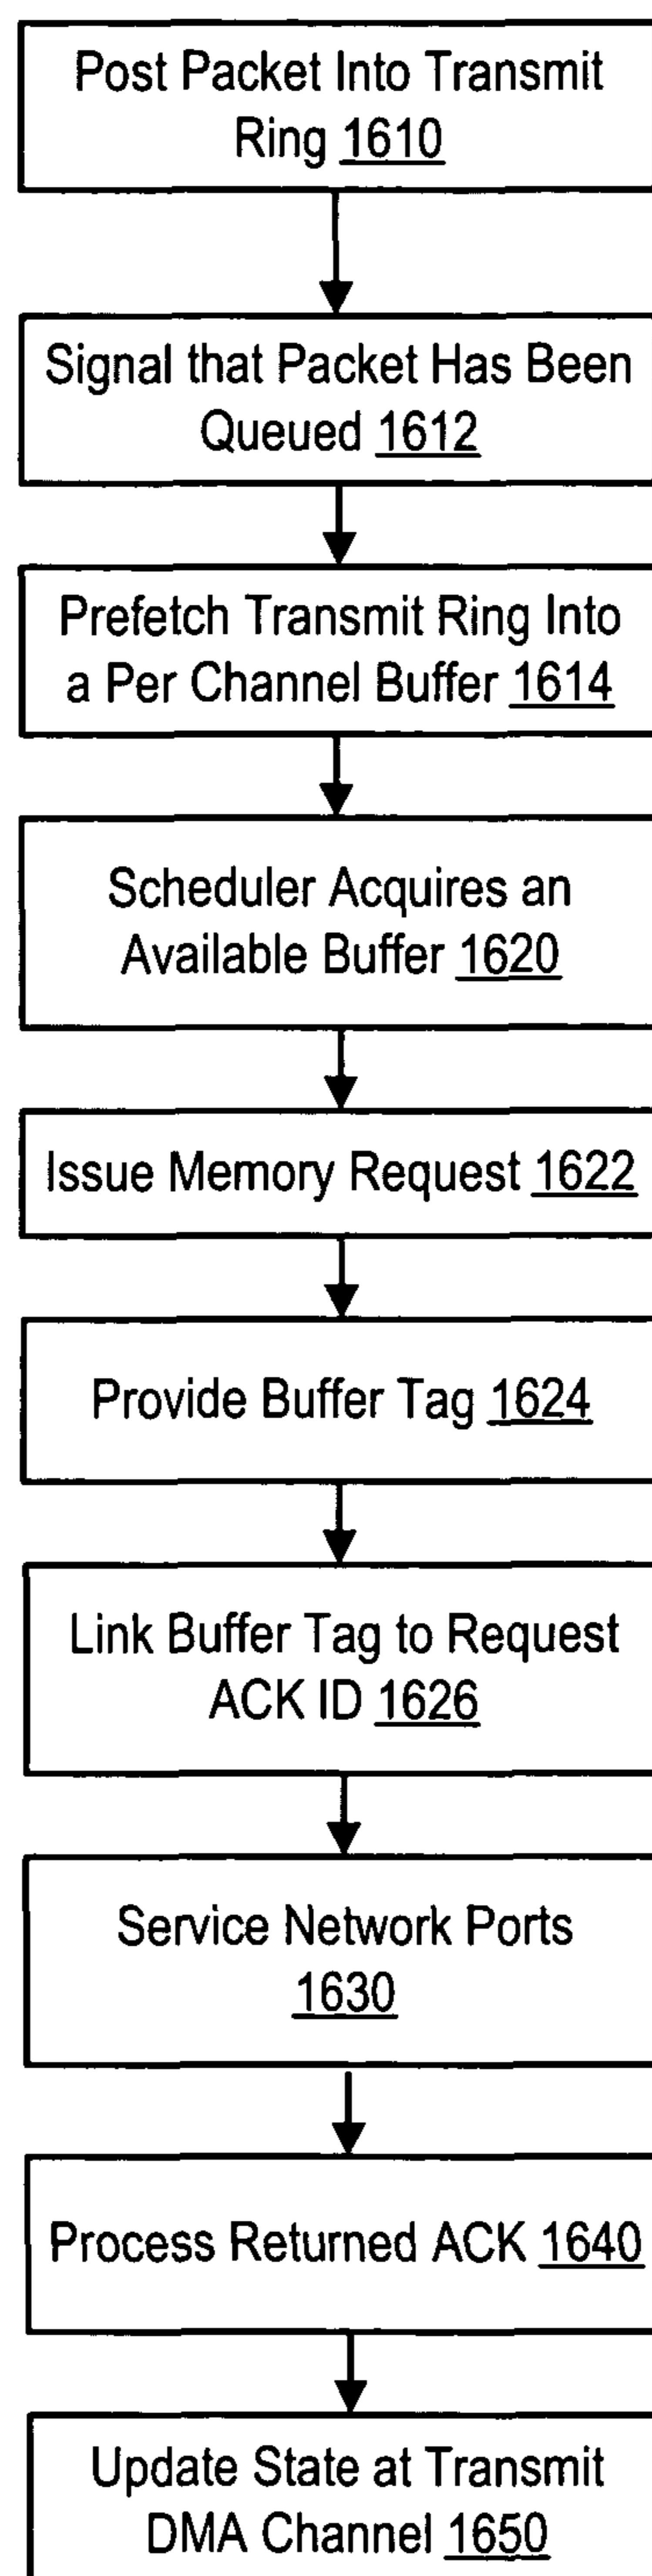 Post Packet Into Transmit
Ring 1610
Signal that Packet Has Been
Queued 1612
Prefetch Transmit Ring Into
a Per Channel Buffer 1614
Scheduler Acquires an
Available Buffer 1620
Issue Memory Request 1622
Provide Buffer Tag 1624
Link Buffer Tag to Request
ACK ID 1626
Service Network Ports
1630
Process Returned ACK 1640
Update State at Transmit
DMA Channel 1650